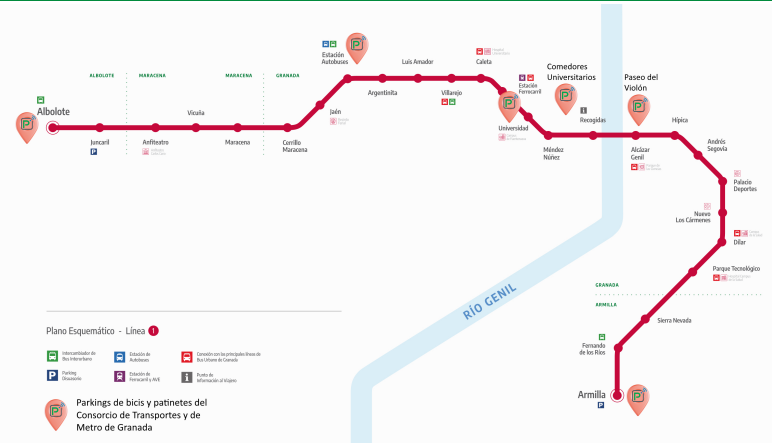 Estación
Autobuses
Luis Amador
Caleta
Comedores
Universitarios
Paseo del
Violón
ALBOLOTE
MARACENA
MARACENA
GRANADA
Argentinita
Villarejo
Estación
Ferrocarril
Albolote
Vicuña
Jaén
Universidad
Recogidas
Hípica
Juncaril
Anfiteatro
Maracena
Cerrillo
Maracena
Méndez
Núñez
Alcázar
Genil
Andrés
Segovia
Palacio
Deportes
Nuevo
Los Cármenes
Dílar
Parque Tecnológico
GRANADA
ARMILLA
RÍO GENIL
Sierra Nevada
Fernando
de los Ríos
Armilla
Plano Esquemático - Línea 1
Intercambiador de
Bus Interurbano
Estación de
Autobuses
Conexión con las principales líneas de
Bus Urbano de Granada
Parking
Disuasorio
Estación de
Ferrocarril y AVE
Punto de
Información al Viajero
Parkings de bicis y patinetes del
Consorcio de Transportes y de
Metro de Granada